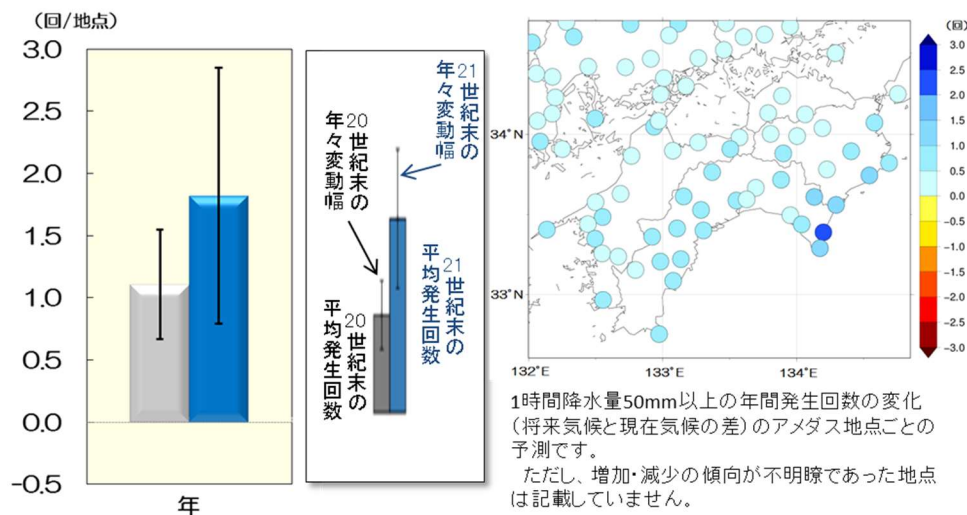 （回/地点）
3.0
2.5
2.0
1.5
1.0
0.5
0.0
-0.5
年
20世紀末の
年々変動幅
21世紀末の
年々変動幅
20世紀末の
平均発生回数
21世紀末の
平均発生回数
34°N
33°N
132°E
133°E
134°E
(回)
3.0
2.5
2.0
1.5
1.0
0.5
0.0
-0.5
-1.0
-1.5
-2.0
-2.5
-3.0
1時間降水量50mm以上の年間発生回数の変化
（将来気候と現在気候の差）のアメダス地点ごとの
予測です。
ただし、増加・減少の傾向が不明瞭であった地点
は記載していません。